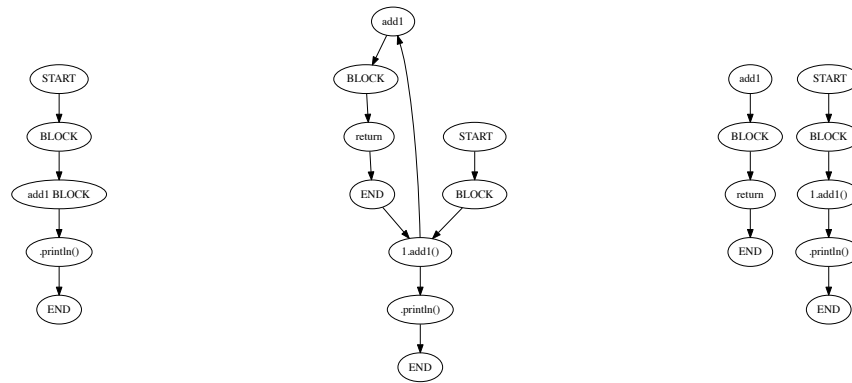 START
BLOCK
add1 BLOCK
.println()
END
add1
BLOCK
return
END
START
BLOCK
1.add1()
.println()
END
add1
BLOCK
return
END
START
BLOCK
1.add1()
.println()
END